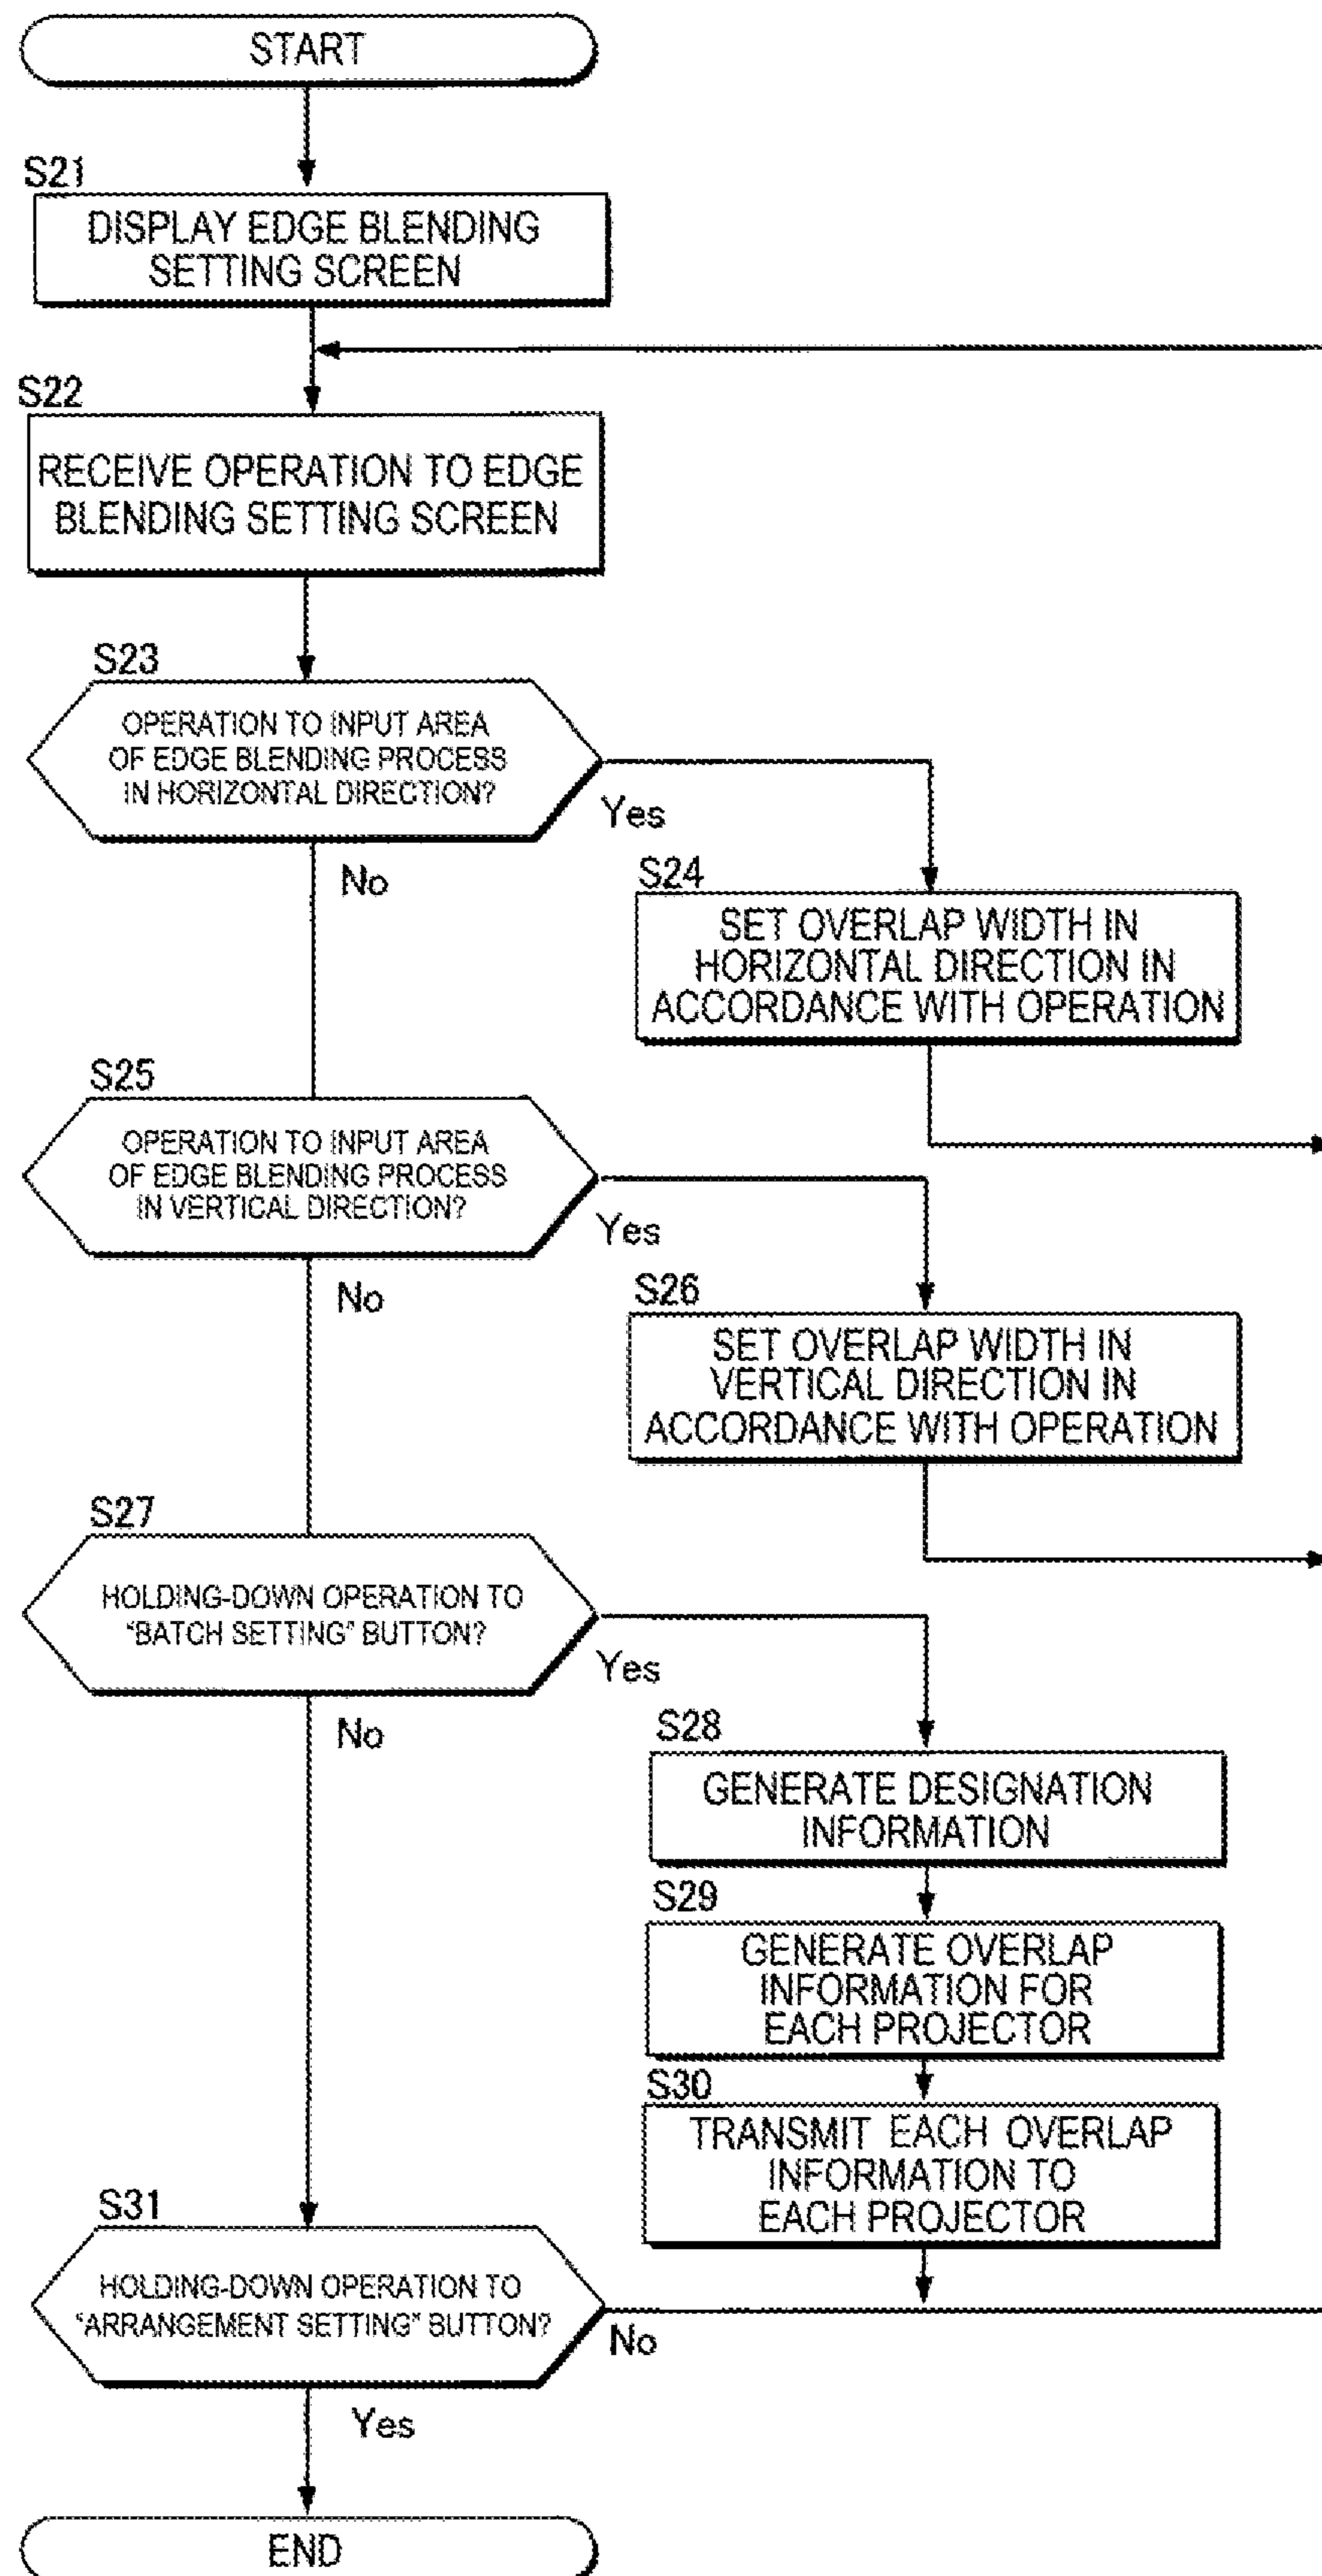 START
S21
DISPLAY EDGE BLENDING
SETTING SCREEN
S22
RECEIVE OPERATION TO EDGE
BLENDING SETTING SCREEN
S23
OPERATION TO INPUT AREA
OF EDGE BLENDING PROCESS
IN HORIZONTAL DIRECTION?
Yes
No
S24
SET OVERLAP WIDTH IN
HORIZONTAL DIRECTION IN
ACCORDANCE WITH OPERATION
S25
OPERATION TO INPUT AREA
OF EDGE BLENDING PROCESS
IN VERTICAL DIRECTION?
Yes
No
S26
SET OVERLAP WIDTH IN
VERTICAL DIRECTION IN
ACCORDANCE WITH OPERATION
S27
HOLDING-DOWN OPERATION TO
"BATCH SETTING" BUTTON?
Yes
No
S28
GENERATE DESIGNATION
INFORMATION
S29
GENERATE OVERLAP
INFORMATION FOR
EACH PROJECTOR
S30
TRANSMIT EACH OVERLAP
INFORMATION TO
EACH PROJECTOR
S31
HOLDING-DOWN OPERATION TO
"ARRANGEMENT SETTING" BUTTON?
No
Yes
END